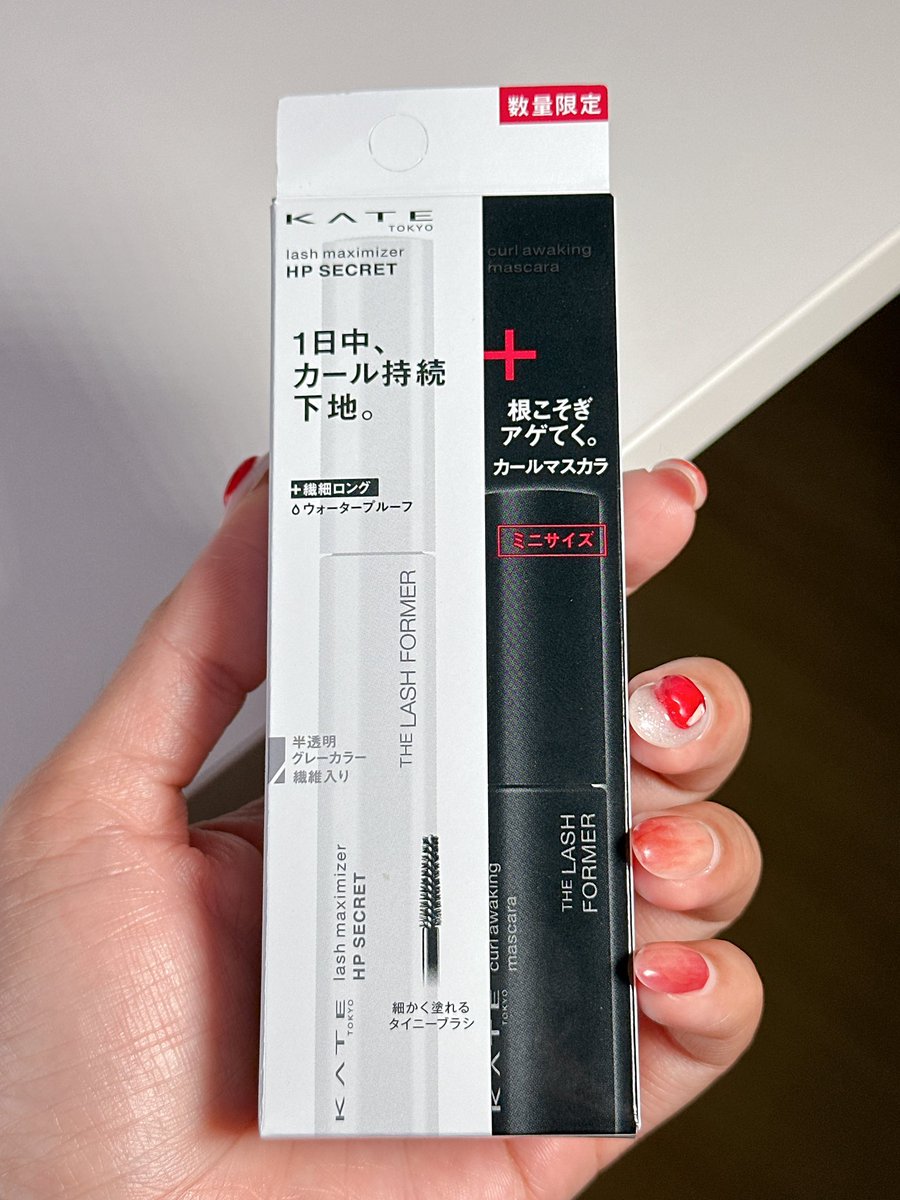 数量限定
KATE
TOKYO
lash maximizer
HP SECRET
1日中、
カール持続
下地。
+繊細ロング
ウォータープルーフ
THE LASH FORMER
半透明
グレーカラー
繊維入り
lash maximizer
HP SECRET
KATE
TOKYO
細かく塗れる
タイニーブラシ
curl awaking
mascara
+
根こそぎ
アゲてく。
カールマスカラ
ミニサイズ
THE LASH
FORMER
curl awaking
mascara
KATE
TOKYO